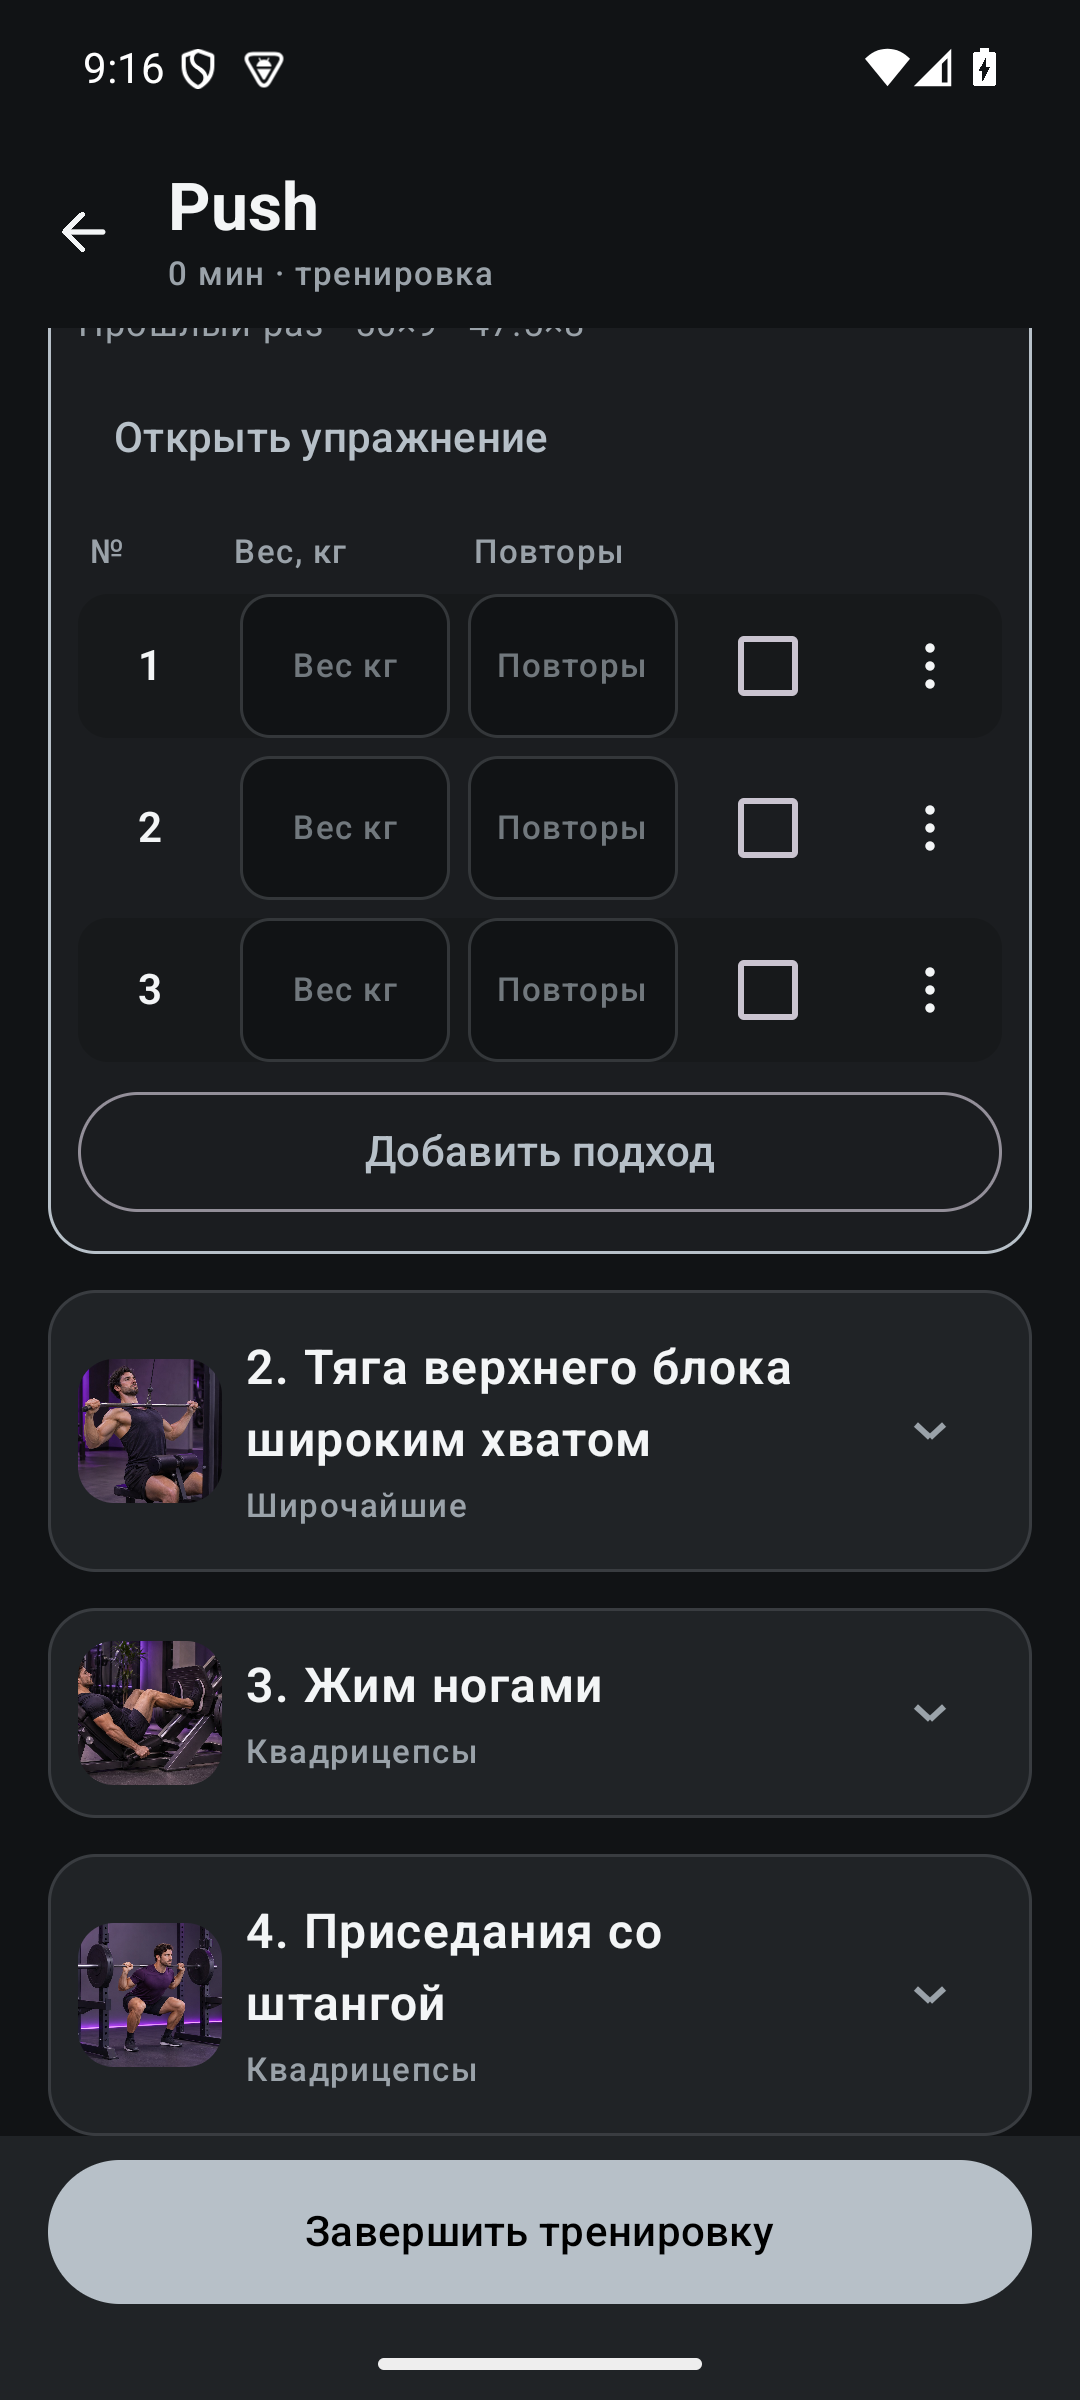 9:16
Push
0 мин · тренировка
Прошлый раз
Открыть упражнение
№ Вес, кг Повторы
1 Вес кг Повторы
2 Вес кг Повторы
3 Вес кг Повторы
Добавить подход
2. Тяга верхнего блока
широким хватом
Широчайшие
3. Жим ногами
Квадрицепсы
4. Приседания со
штангой
Квадрицепсы
Завершить тренировку